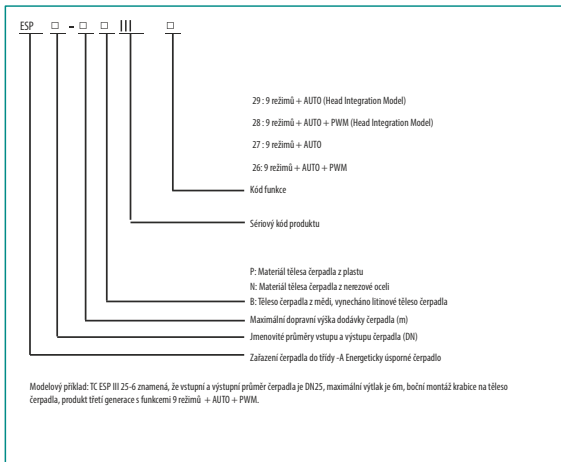 ESP □ - □ □ III □
29 : 9 režimů + AUTO (Head Integration Model)
28 : 9 režimů + AUTO + PWM (Head Integration Model)
27 : 9 režimů + AUTO
26: 9 režimů + AUTO + PWM
Kód funkce
Sériový kód produktu
P: Materiál tělesa čerpadla z plastu
N: Materiál tělesa čerpadla z nerezové oceli
B: Těleso čerpadla z mědi, vynecháno litinové těleso čerpadla
Maximální dopravní výška dodávky čerpadla (m)
Jmenovité průměry vstupu a výstupu čerpadla (DN)
Zařazení čerpadla do třídy -A Energeticky úsporné čerpadlo
Modelový příklad: TC ESP III 25-6 znamená, že vstupní a výstupní průměr čerpadla je DN25, maximální výtlak je 6m, boční montáž krabice na těleso
čerpadla, produkt třetí generace s funkcemi 9 režimů + AUTO + PWM.